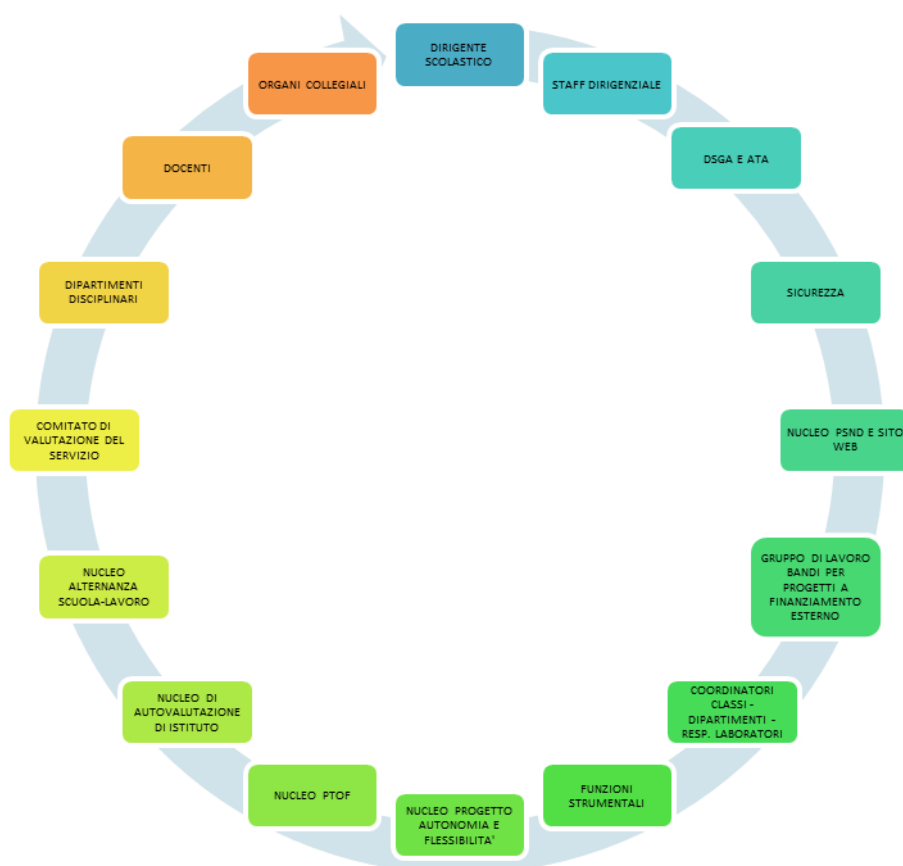 DIRIGENTE
SCOLASTICO
STAFF DIRIGENZIALE
DSGA E ATA
SICUREZZA
NUCLEO PSND E SITO
WEB
GRUPPO DI LAVORO
BANDI PER
PROGETTI A
FINANZIAMENTO
ESTERNO
COORDINATORI
CLASSI -
DIPARTIMENTI -
RESP. LABORATORI
FUNZIONI
STRUMENTALI
NUCLEO PROGETTO
AUTONOMIA E
FLESSIBILITA'
NUCLEO PTOF
NUCLEO DI
AUTOVALUTAZIONE
DI ISTITUTO
NUCLEO
ALTERNANZA
SCUOLA-LAVORO
COMITATO DI
VALUTAZIONE DEL
SERVIZIO
DIPARTIMENTI
DISCIPLINARI
DOCENTI
ORGANI COLLEGIALI